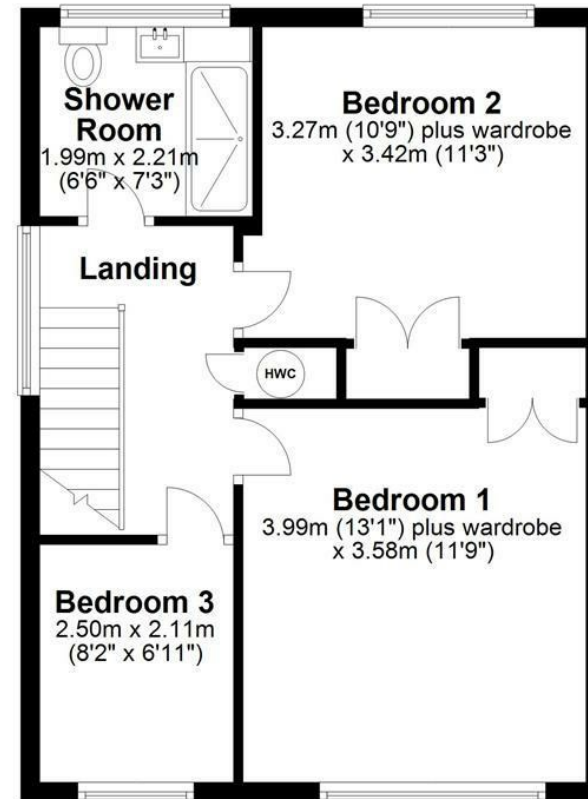 Shower
Room
1.99m x 2.21m
(6'6" x 7'3")
Bedroom 2
3.27m (10'9") plus wardrobe
x 3.42m (11'3")
Landing
HWC
Bedroom 1
3.99m (13'1") plus wardrobe
x 3.58m (11'9")
Bedroom 3
2.50m x 2.11m
(8'2" x 6'11")